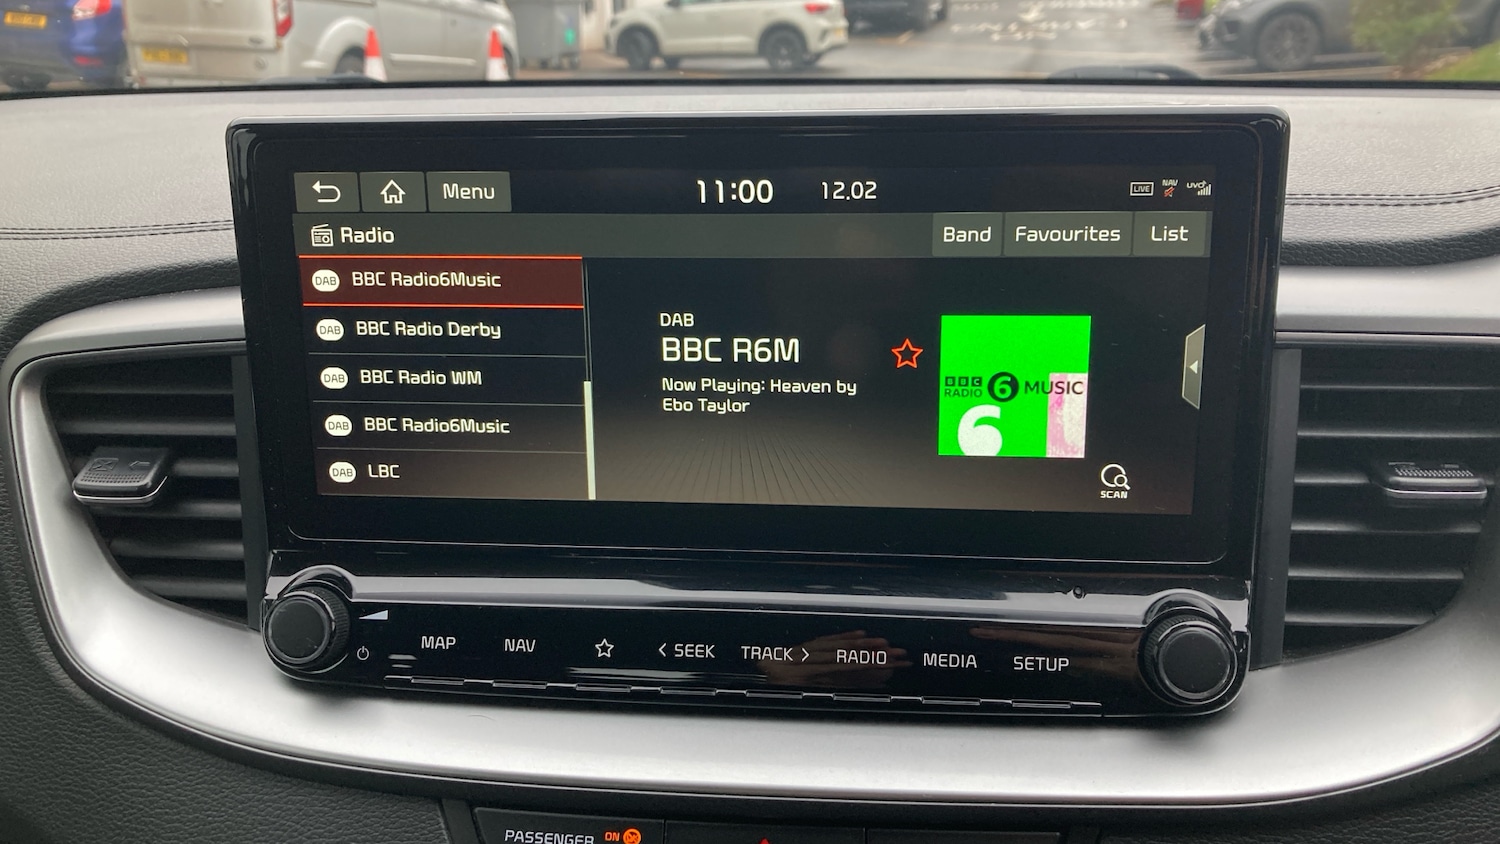 Menu
11:00
12.02
LIVE
NAV
UVO
Radio
Band
Favourites
List
DAB BBC Radio6Music
DAB BBC Radio Derby
DAB BBC Radio WM
DAB BBC Radio6Music
DAB LBC
DAB
BBC R6M
Now Playing: Heaven by
Ebo Taylor
BBC
RADIO 6 MUSIC
6
SCAN
MAP
NAV
< SEEK
TRACK >
RADIO
MEDIA
SETUP
PASSENGER ON